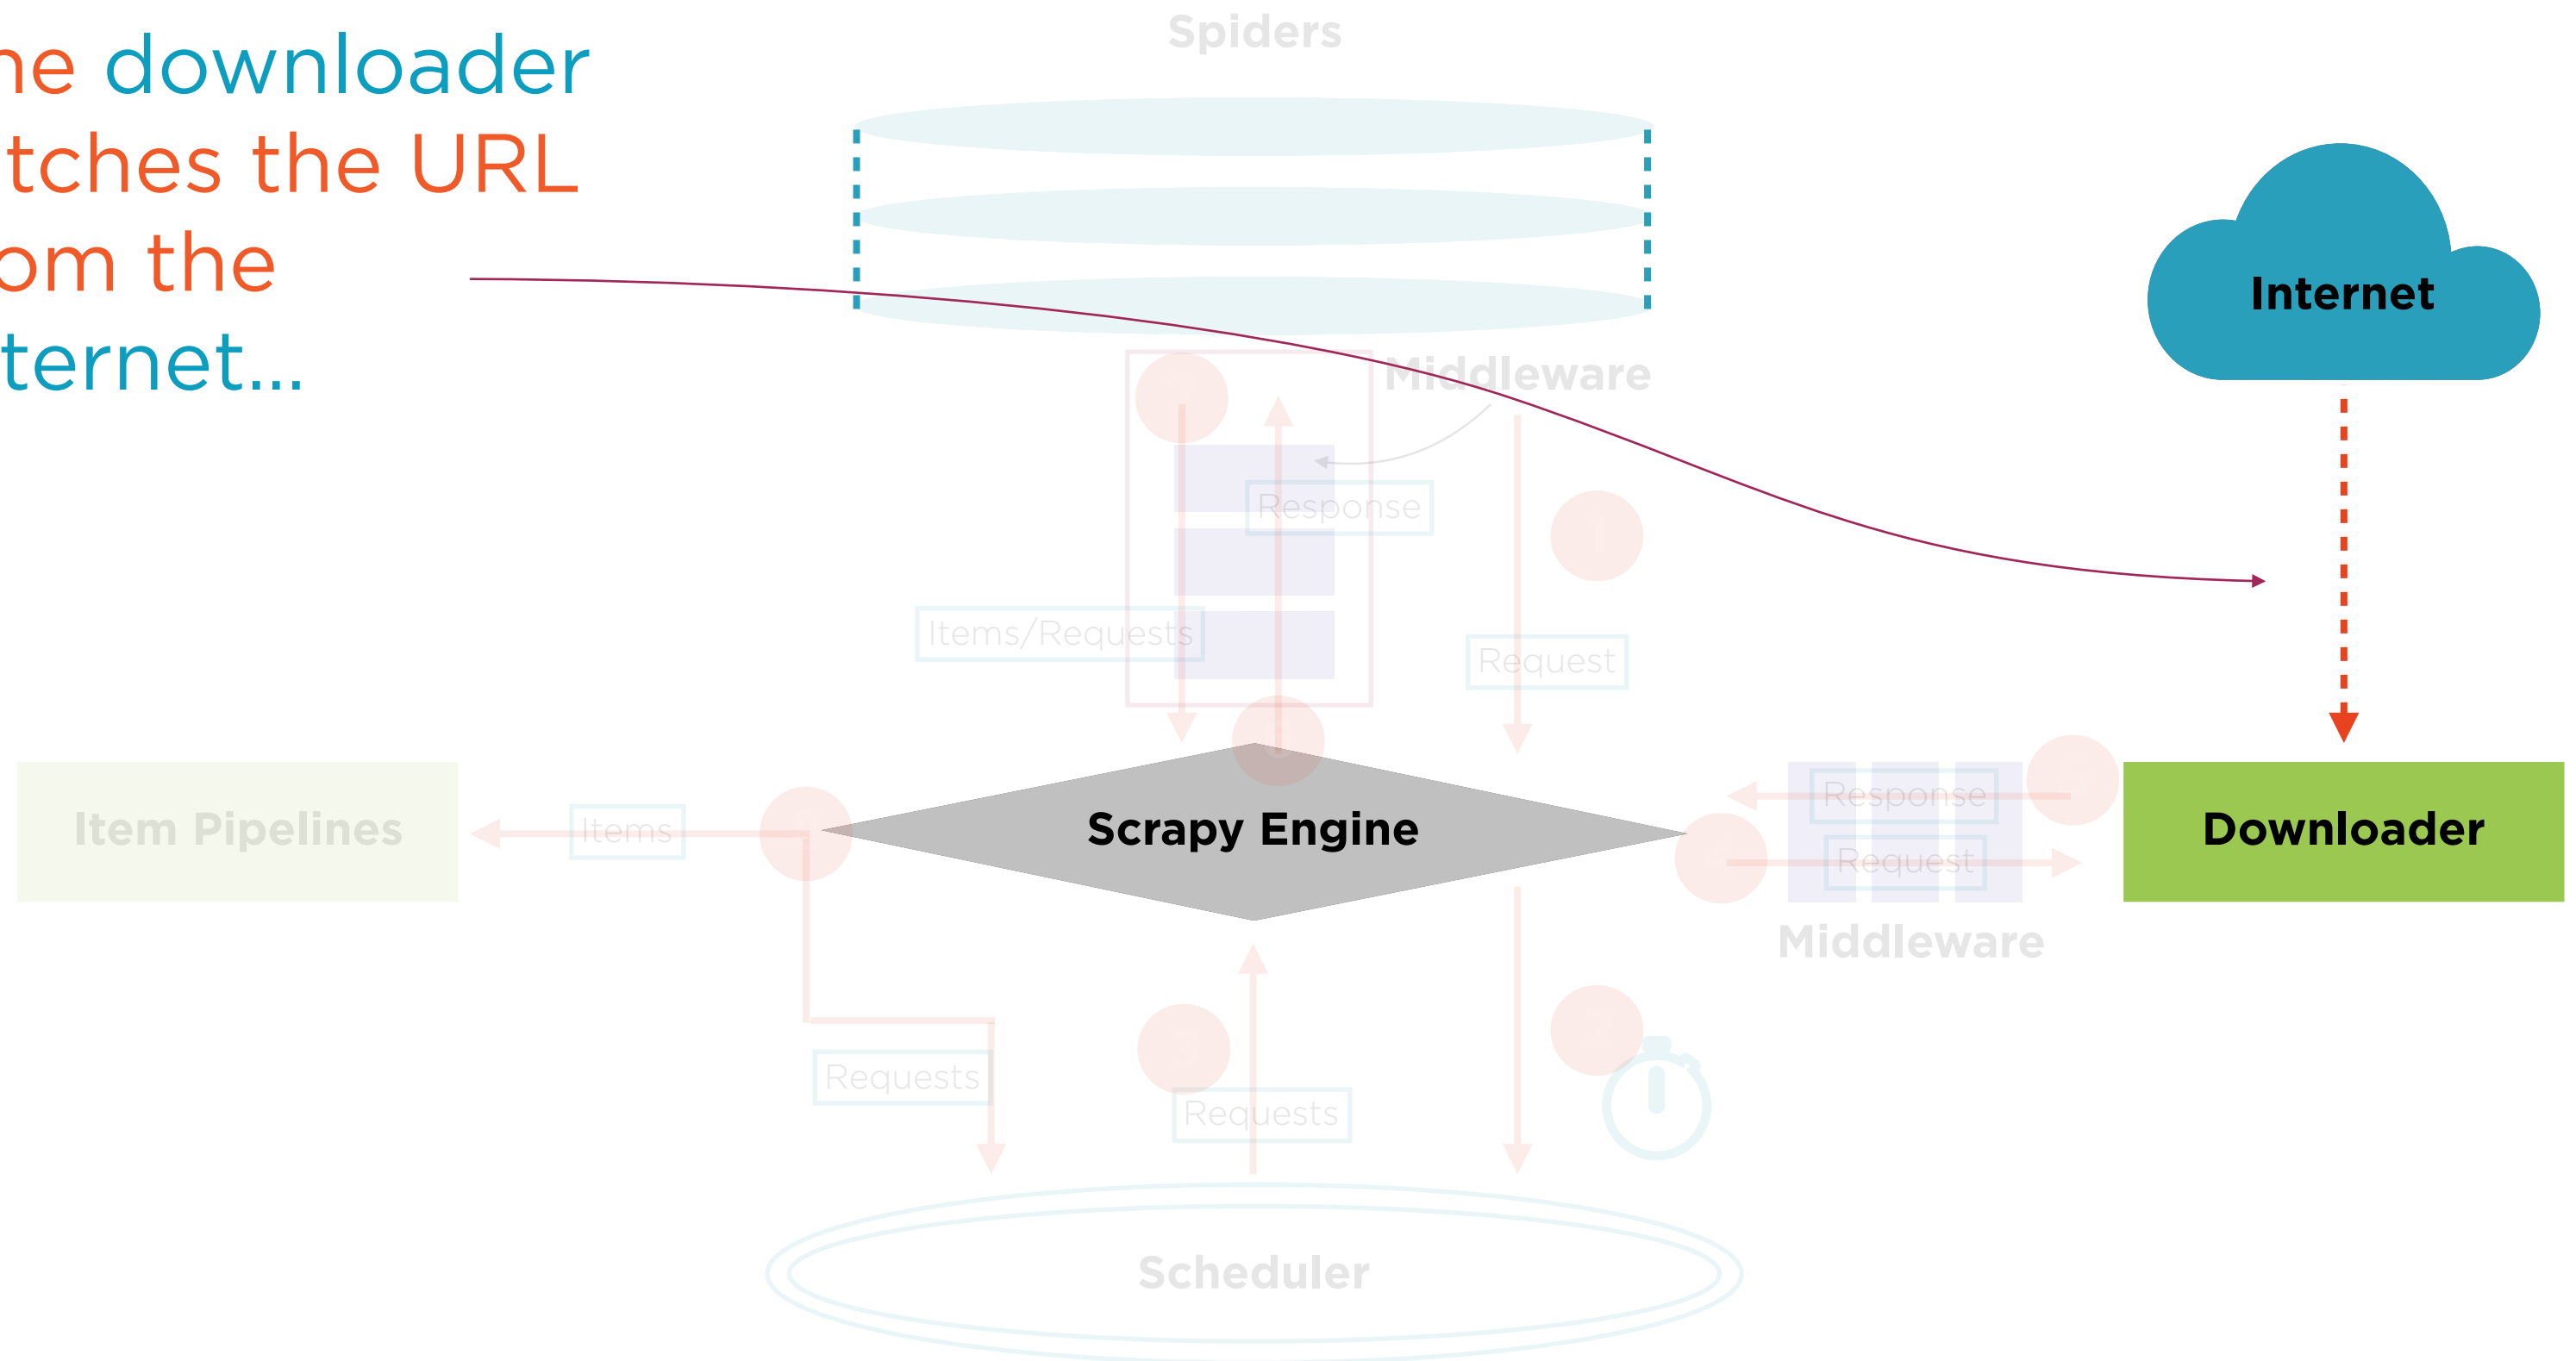 ne downloader
tches the URL
om the
ternet...
Spiders
Internet
Middleware
Response
Items/Requests
Request
Item Pipelines
Items
Scrapy Engine
Response
Request
Downloader
Middleware
Requests
Requests
Scheduler